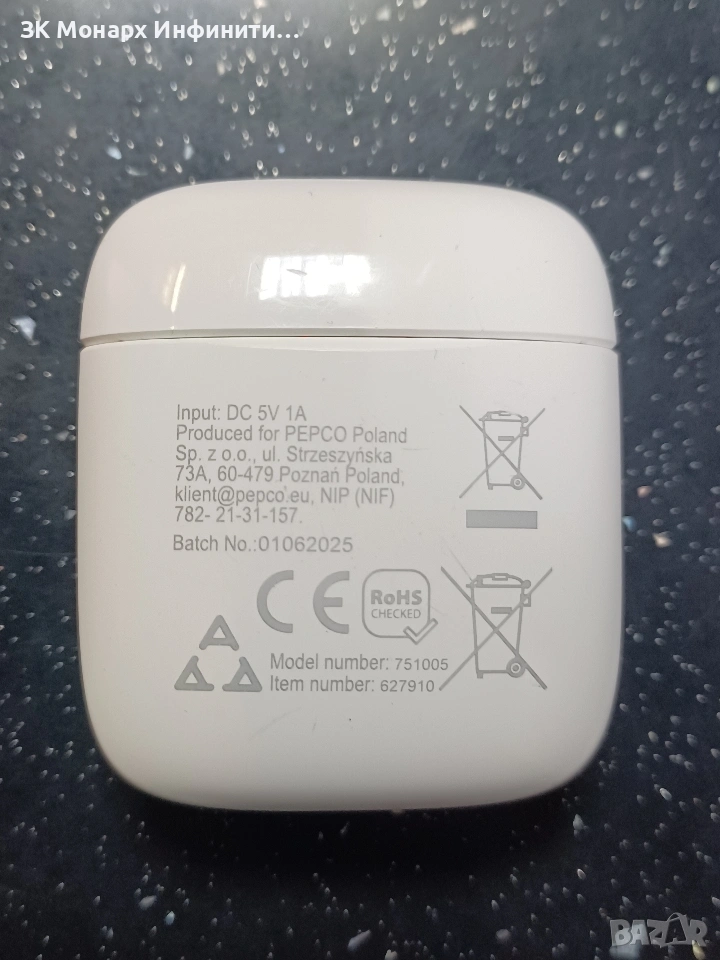 ЗК Монарх Инфинити...
Input: DC 5V 1A
Produced for PEPCO Poland
Sp. z o.o., ul. Strzeszyńska
73A, 60-479 Poznań Poland,
klient@pepco.eu, NIP (NIF)
782- 21-31-157.
Batch No.:01062025
CE
RoHS
CHECKED
Model number: 751005
Item number: 627910
BAZAR